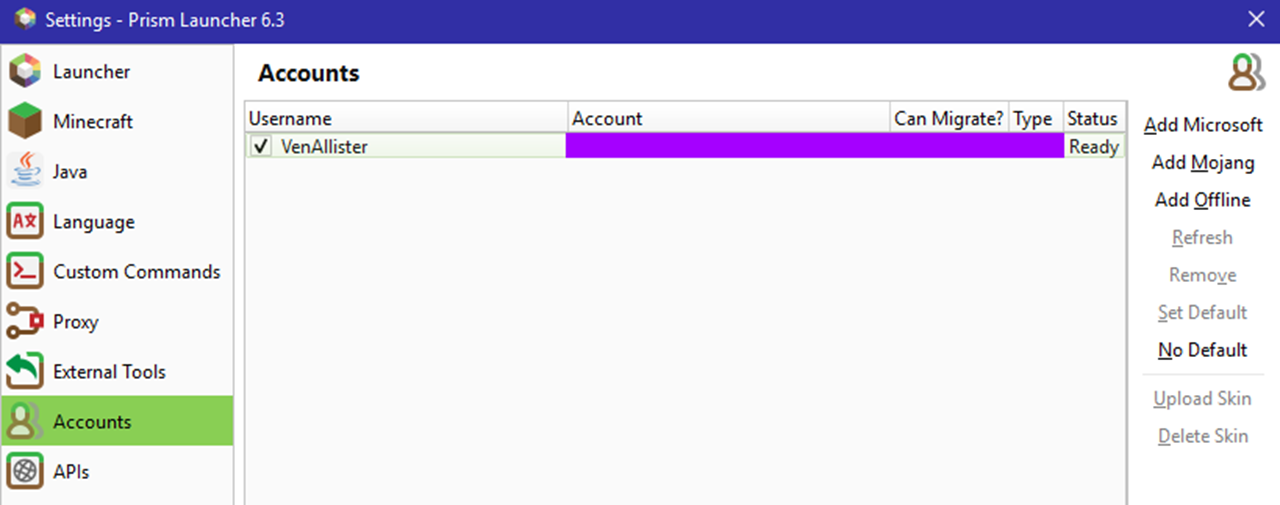 Settings - Prism Launcher 6.3
Launcher
Minecraft
Java
Language
Custom Commands
Proxy
External Tools
Accounts
APIs
Accounts
Username Account Can Migrate? Type Status
VenAllister Ready
Add Microsoft
Add Mojang
Add Offline
Refresh
Remove
Set Default
No Default
Upload Skin
Delete Skin